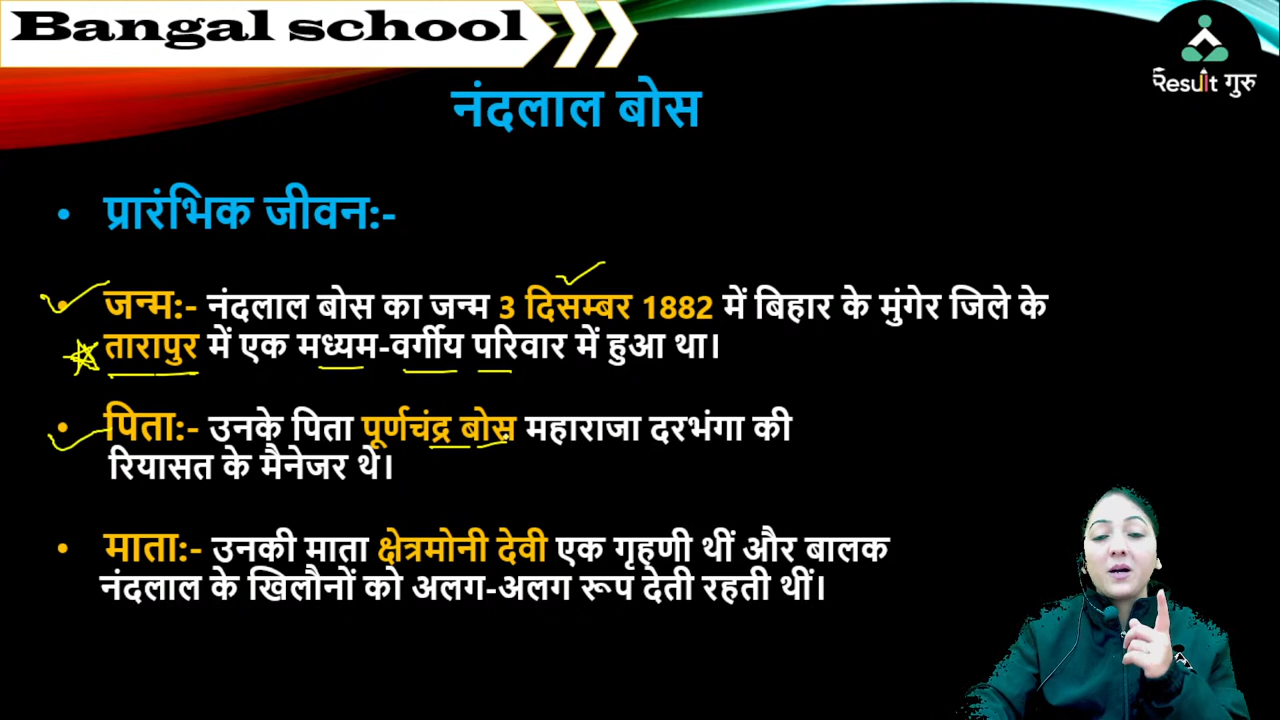 Bangal school
Result गुरु
नंदलाल बोस
• प्रारंभिक जीवन:-
• जन्म:- नंदलाल बोस का जन्म 3 दिसम्बर 1882 में बिहार के मुंगेर जिले के
तारापुर में एक मध्यम-वर्गीय परिवार में हुआ था।
• पिता:- उनके पिता पूर्णचंद्र बोस महाराजा दरभंगा की
रियासत के मैनेजर थे।
• माता:- उनकी माता क्षेत्रमोनी देवी एक गृहणी थीं और बालक
नंदलाल के खिलौनों को अलग-अलग रूप देती रहती थीं।